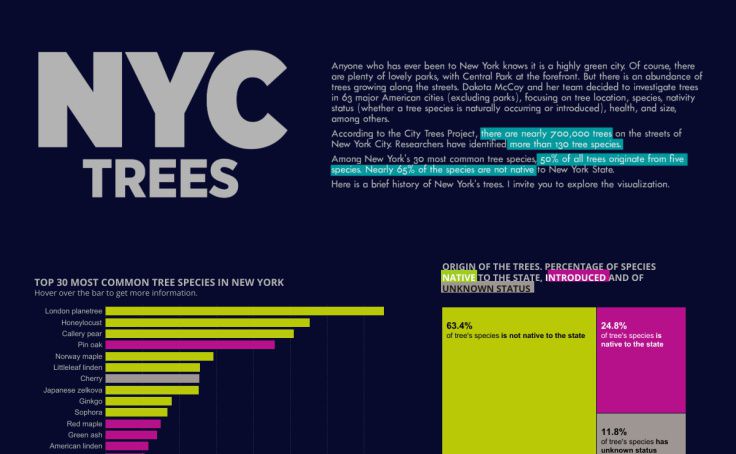 NYC
TREES
Anyone who has ever been to New York knows it is a highly green city. Of course, there
are plenty of lovely parks, with Central Park at the forefront. But there is an abundance of
trees growing along the streets. Dakota McCoy and her team decided to investigate trees
in 63 major American cities (excluding parks), focusing on tree location, species, nativity
status (whether a tree species is naturally occurring or introduced), health, and size,
among others.
According to the City Trees Project, there are nearly 700,000 trees on the streets of
New York City. Researchers have identified more than 130 tree species.
Among New York's 30 most common tree species, 50% of all trees originate from five
species. Nearly 65% of the species are not native to New York State.
Here is a brief history of New York's trees. I invite you to explore the visualization.
TOP 30 MOST COMMON TREE SPECIES IN NEW YORK
Hover over the bar to get more information.
London planetree
Honeylocust
Callery pear
Pin oak
Norway maple
Littleleaf linden
Cherry
Japanese zelkova
Ginkgo
Sophora
Red maple
Green ash
American linden
ORIGIN OF THE TREES. PERCENTAGE OF SPECIES
NATIVE TO THE STATE, INTRODUCED AND OF
UNKNOWN STATUS
63.4%
of tree's species is not native to the state
24.8%
of tree's species is
native to the state
11.8%
of tree's species has
unknown status